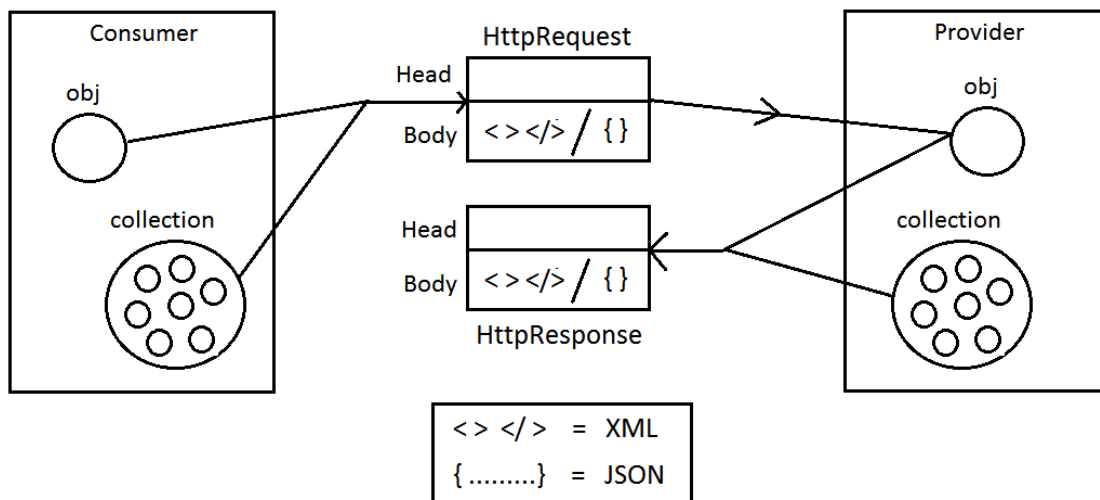 Consumer
obj
collection
HttpRequest
Head
Body
< > </> / { }
Head
Body
< > </> / { }
HttpResponse
Provider
obj
collection
< > </ > = XML
{ .........} = JSON